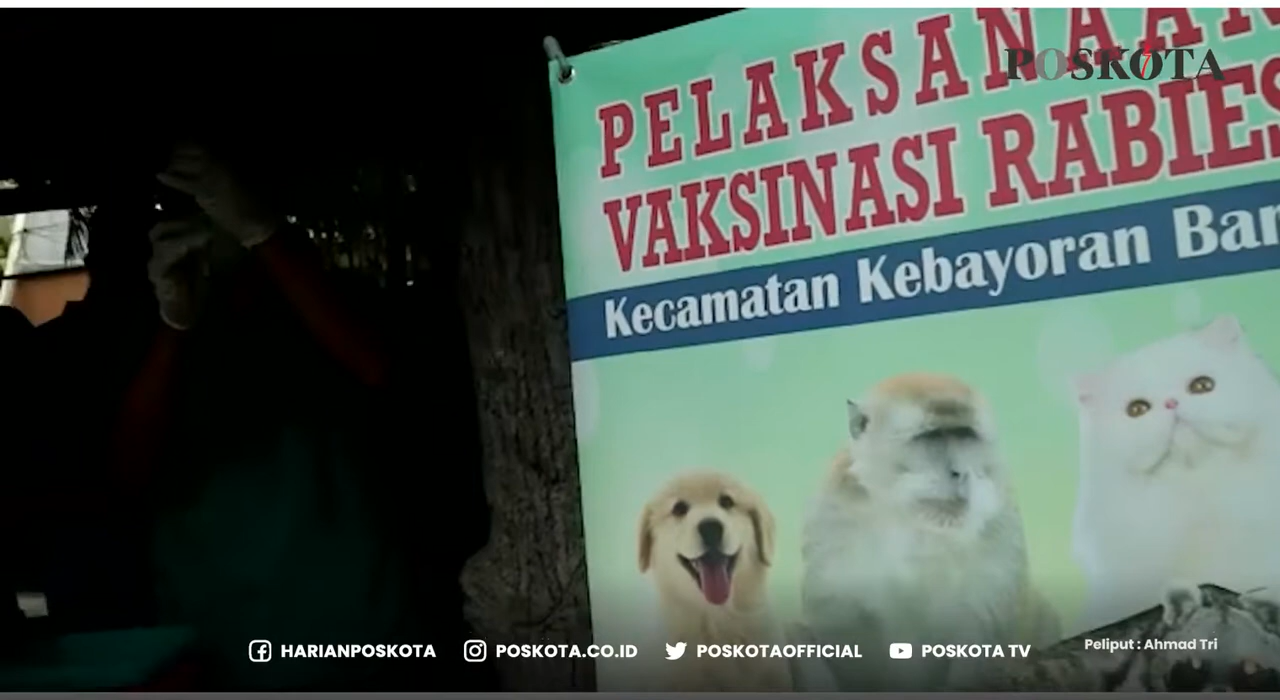 PELAKSANAAN
POSKOTA
VAKSINASI RABIES
Kecamatan Kebayoran
HARIANPOSKOTA
POSKOTA.CO.ID
POSKOTAOFFICIAL
POSKOTA TV
Peliput : Ahmad Tri